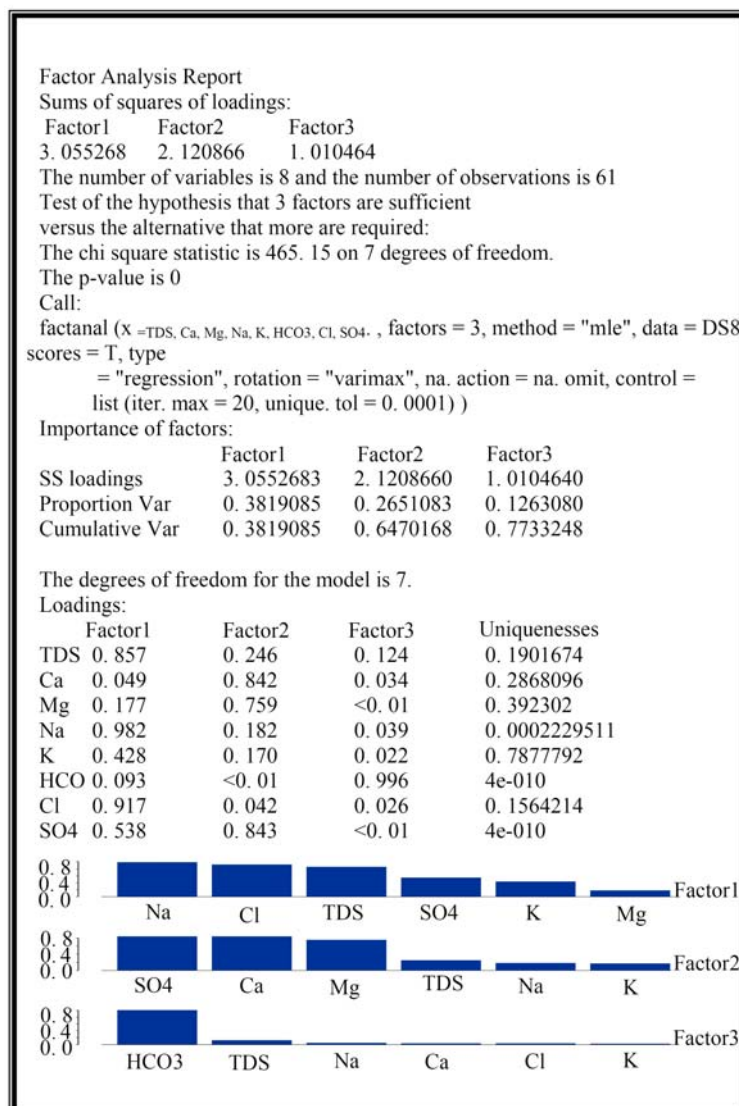 Factor Analysis Report
Sums of squares of loadings:
Factor1 Factor2 Factor3
3. 055268 2. 120866 1. 010464
The number of variables is 8 and the number of observations is 61
Test of the hypothesis that 3 factors are sufficient
versus the alternative that more are required:
The chi square statistic is 465. 15 on 7 degrees of freedom.
The p-value is 0
Call:
factanal (x =TDS, Ca, Mg, Na, K, HCO3, Cl, SO4. , factors = 3, method = "mle", data = DS8
scores = T, type
= "regression", rotation = "varimax", na. action = na. omit, control =
list (iter. max = 20, unique. tol = 0. 0001) )
Importance of factors:
Factor1 Factor2 Factor3
SS loadings 3. 0552683 2. 1208660 1. 0104640
Proportion Var 0. 3819085 0. 2651083 0. 1263080
Cumulative Var 0. 3819085 0. 6470168 0. 7733248
The degrees of freedom for the model is 7.
Loadings:
Factor1 Factor2 Factor3 Uniquenesses
TDS 0. 857 0. 246 0. 124 0. 1901674
Ca 0. 049 0. 842 0. 034 0. 2868096
Mg 0. 177 0. 759 <0. 01 0. 392302
Na 0. 982 0. 182 0. 039 0. 0002229511
K 0. 428 0. 170 0. 022 0. 7877792
HCO 0. 093 <0. 01 0. 996 4e-010
Cl 0. 917 0. 042 0. 026 0. 1564214
SO4 0. 538 0. 843 <0. 01 4e-010
0. 8
0. 4
0. 0
Factor1
Na Cl TDS SO4 K Mg
0. 8
0. 4
0. 0
Factor2
SO4 Ca Mg TDS Na K
0. 8
0. 4
0. 0
Factor3
HCO3 TDS Na Ca Cl K